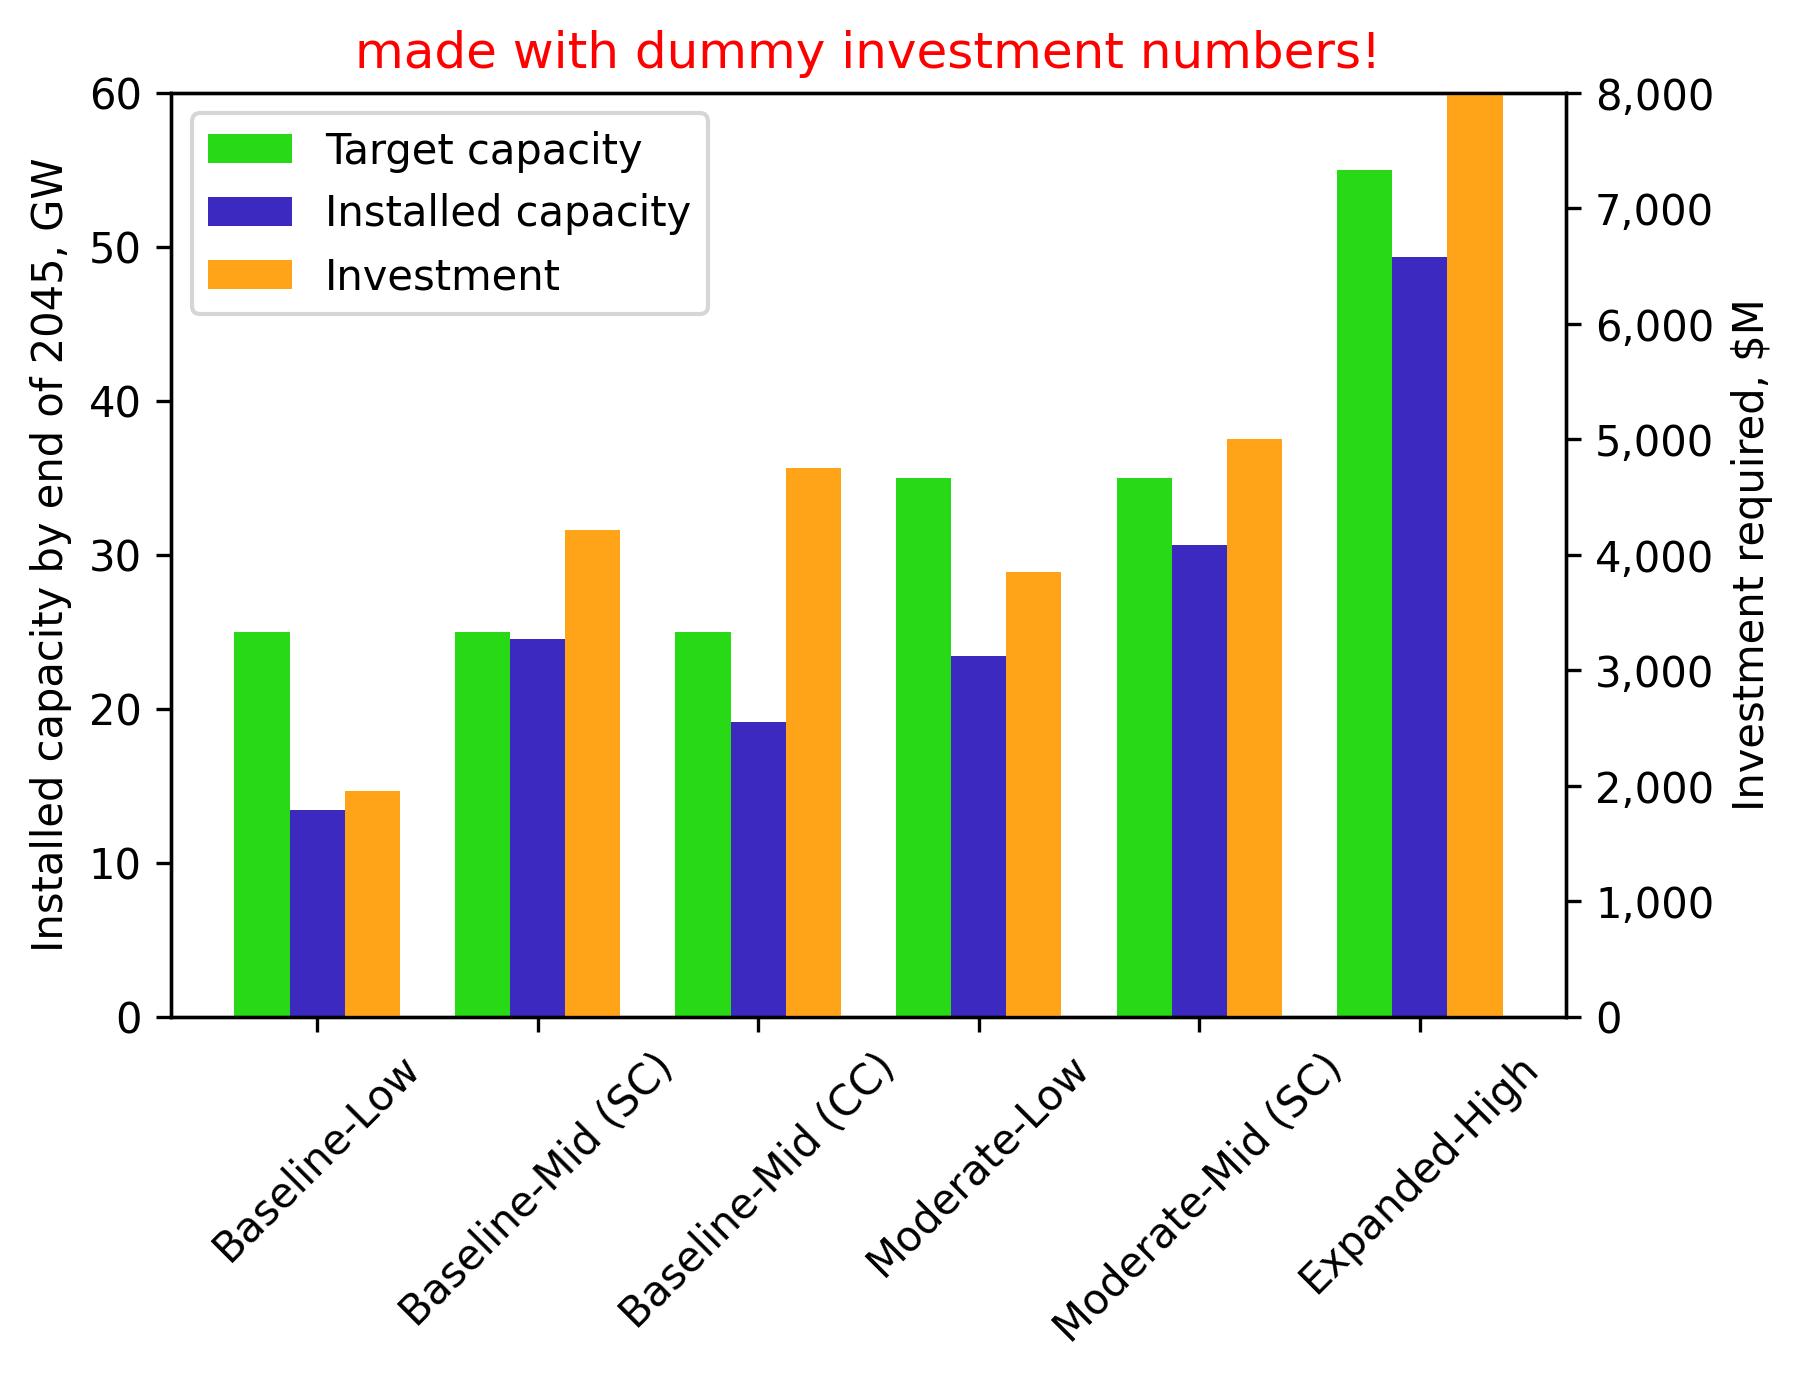 made with dummy investment numbers!
Target capacity
Installed capacity
Investment
Installed capacity by end of 2045, GW
60
50
40
30
20
10
0
8,000
7,000
6,000
5,000
4,000
3,000
2,000
1,000
0
Investment required, $M
Baseline-Low
Baseline-Mid (SC)
Baseline-Mid (CC)
Moderate-Low
Moderate-Mid (SC)
Expanded-High